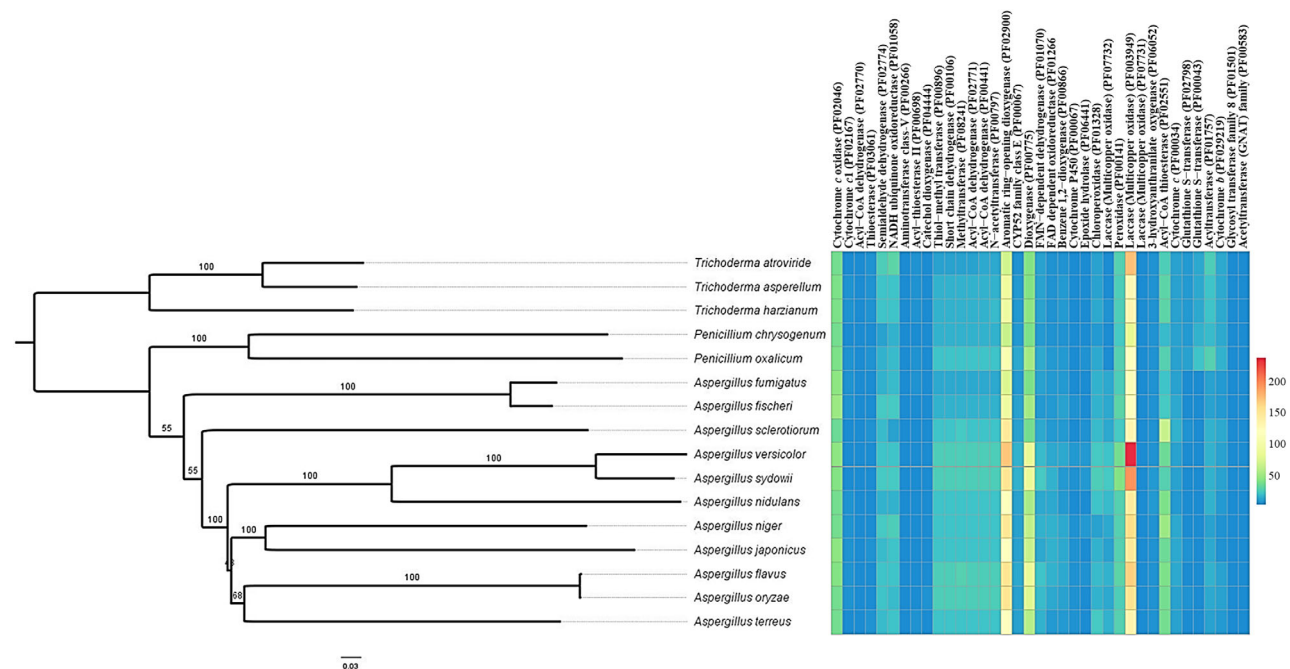 Cytochrome c oxidase (PF02046)
Cytochrome c1 (PF02167)
Acyl-CoA dehydrogenase (PF02770)
Thioesterase (PF03061)
Semialdehyde dehydrogenase (PF02774)
NADH ubiquinone oxidoreductase (PF01058)
Aminotransferase class-V (PF00266)
Acyl-thioesterase II (PF00698)
Catechol dioxygenase (PF04444)
Thiol-methyl transferase (PF00896)
Short chain dehydrogenase (PF00106)
Methyltransferase (PF08241)
Acyl-CoA dehydrogenase (PF02771)
Acyl-CoA dehydrogenase (PF00441)
N-acetyltransferase (PF00797)
Aromatic ring-opening dioxygenase (PF02900)
CYP52 family class E (PF00067)
Dioxygenase (PF00775)
FMN-dependent dehydrogenase (PF01070)
FAD dependent oxidoreductase (PF01266
Benzene 1,2-dioxygenase (PF00866)
Cytochrome P450 (PF00067)
Epoxide hydrolase (PF06441)
Chloroperoxidase (PF01328)
Laccase (Multicopper oxidase) (PF07732)
Peroxidase (PF00141)
Laccase (Multicopper oxidase) (PF003949)
Laccase (Multicopper oxidase) (PF07731)
3-hydroxyanthranilate oxygenase (PF06052)
Acyl-CoA thioesterase (PF02551)
Cytochrome c (PF00034)
Glutathione S-transferase (PF02798)
Glutathione S-transferase (PF00043)
Acyltransferase (PF01757)
Cytochrome b (PF029219)
Glycosyl transferase family 8 (PF01501)
Acetyltransferase (GNAT) family (PF00583)
100
Trichoderma atroviride
Trichoderma asperellum
Trichoderma harzianum
100
Penicillium chrysogenum
Penicillium oxalicum
100
Aspergillus fumigatus
Aspergillus fischeri
55
Aspergillus sclerotiorum
55
100
Aspergillus versicolor
100
Aspergillus sydowii
Aspergillus nidulans
100
100
Aspergillus niger
Aspergillus japonicus
100
Aspergillus flavus
68
Aspergillus oryzae
Aspergillus terreus
0.03
200
150
100
50